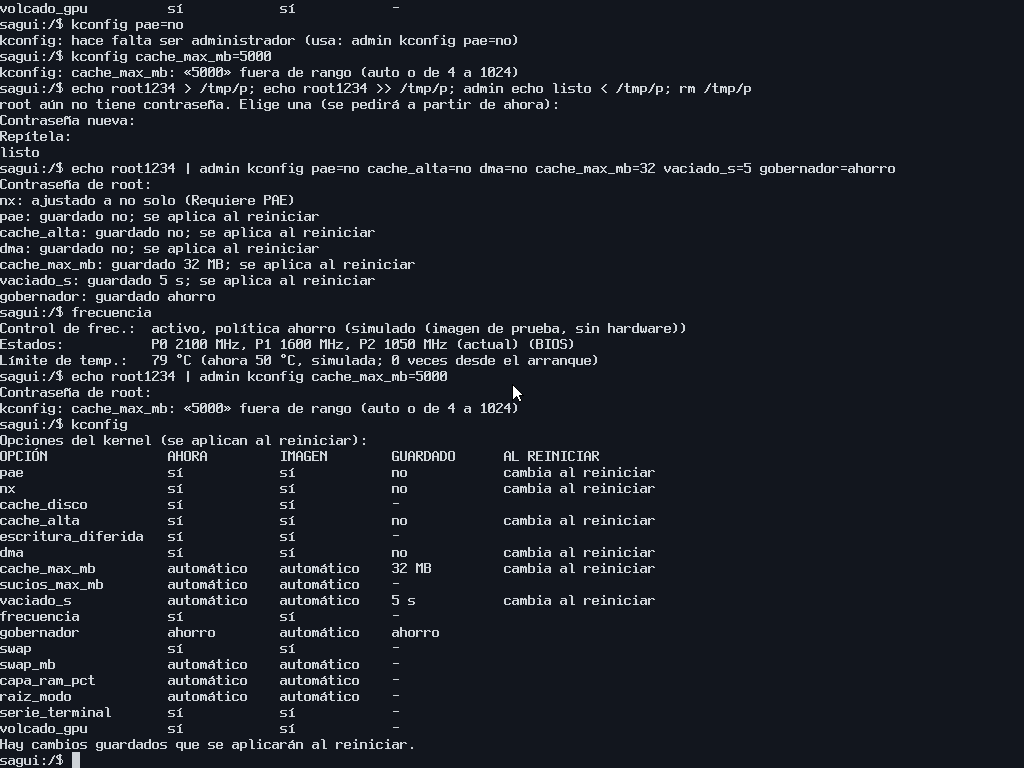 volcado_gpu         sí            sí            -
sagui:/$ kconfig pae=no
kconfig: hace falta ser administrador (usa: admin kconfig pae=no)
sagui:/$ kconfig cache_max_mb=5000
kconfig: cache_max_mb: «5000» fuera de rango (auto o de 4 a 1024)
sagui:/$ echo root1234 > /tmp/p; echo root1234 >> /tmp/p; admin echo listo < /tmp/p; rm /tmp/p
root aún no tiene contraseña. Elige una (se pedirá a partir de ahora):
Contraseña nueva:
Repítela:
listo
sagui:/$ echo root1234 | admin kconfig pae=no cache_alta=no dma=no cache_max_mb=32 vaciado_s=5 gobernador=ahorro
Contraseña de root:
nx: ajustado a no solo (Requiere PAE)
pae: guardado no; se aplica al reiniciar
cache_alta: guardado no; se aplica al reiniciar
dma: guardado no; se aplica al reiniciar
cache_max_mb: guardado 32 MB; se aplica al reiniciar
vaciado_s: guardado 5 s; se aplica al reiniciar
gobernador: guardado ahorro
sagui:/$ frecuencia
Control de frec.:  activo, política ahorro (simulado (imagen de prueba, sin hardware))
Estados:           P0 2100 MHz, P1 1600 MHz, P2 1050 MHz (actual) (BIOS)
Límite de temp.:   79 °C (ahora 50 °C, simulada; 0 veces desde el arranque)
sagui:/$ echo root1234 | admin kconfig cache_max_mb=5000
Contraseña de root:
kconfig: cache_max_mb: «5000» fuera de rango (auto o de 4 a 1024)
sagui:/$ kconfig
Opciones del kernel (se aplican al reiniciar):
OPCIÓN               AHORA         IMAGEN        GUARDADO      AL REINICIAR
pae                  sí            sí            no            cambia al reiniciar
nx                   sí            sí            no            cambia al reiniciar
cache_disco          sí            sí            -
cache_alta           sí            sí            no            cambia al reiniciar
escritura_diferida   sí            sí            -
dma                  sí            sí            no            cambia al reiniciar
cache_max_mb         automático    automático    32 MB         cambia al reiniciar
sucios_max_mb        automático    automático    -
vaciado_s            automático    automático    5 s           cambia al reiniciar
frecuencia           sí            sí            -
gobernador           ahorro        automático    ahorro
swap                 sí            sí            -
swap_mb              automático    automático    -
capa_ram_pct         automático    automático    -
raiz_modo            automático    automático    -
serie_terminal       sí            sí            -
volcado_gpu          sí            sí            -
Hay cambios guardados que se aplicarán al reiniciar.
sagui:/$